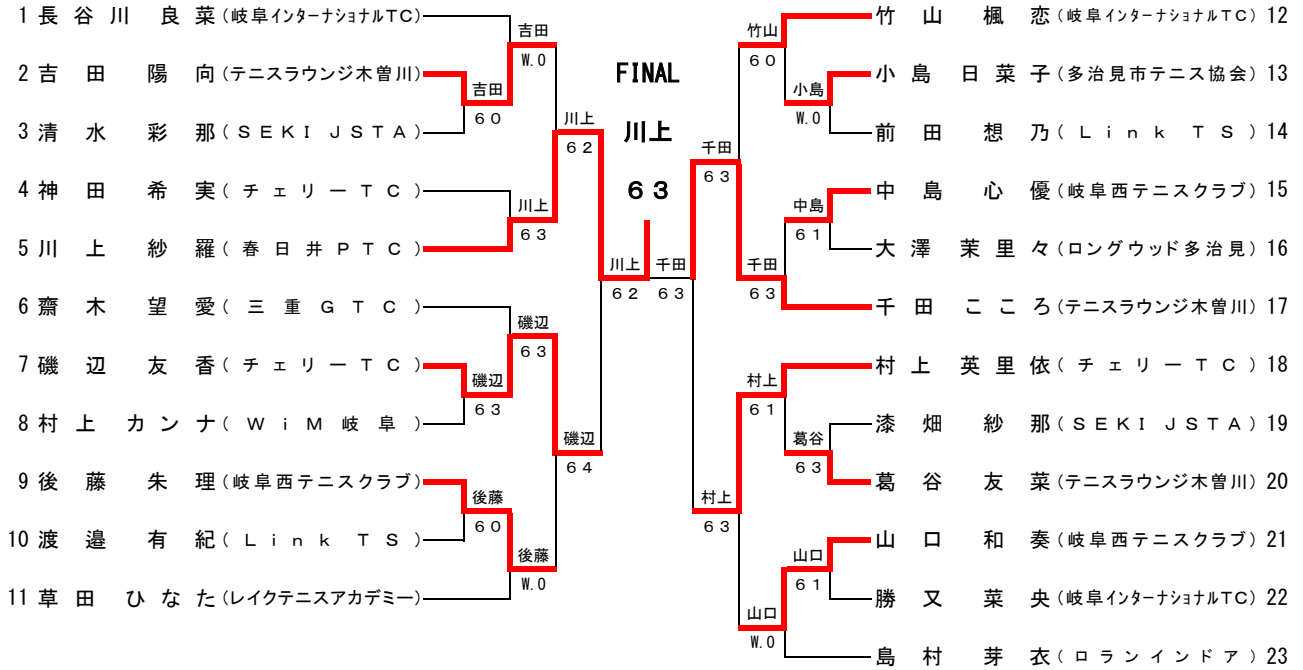 1 長谷川 良菜 (岐阜インターナショナルTC)
2 吉田 陽向 (テニスラウンジ木曽川)
3 清水 彩那 (SEKI JSTA)
4 神田 希実 (チェリーTC)
5 川上 紗羅 (春日井PTC)
6 齋木 望愛 (三重GTC)
7 磯辺 友香 (チェリーTC)
8 村上 カンナ (WiM岐阜)
9 後藤 朱理 (岐阜西テニスクラブ)
10 渡邉 有紀 (Link TS)
11 草田 ひなた (レイクテニスアカデミー)
吉田
W.0
吉田
60
川上
62
川上
63
磯辺
63
磯辺
63
磯辺
64
後藤
60
後藤
W.0
川上
62
FINAL
川上
63
千田
63
千田
63
竹山
60
小島
W.0
中島
61
千田
63
村上
61
葛谷
63
村上
63
山口
61
山口
W.0
竹山 楓恋 (岐阜インターナショナルTC) 12
小島 日菜子 (多治見市テニス協会) 13
前田 想乃 (Link TS) 14
中島 心優 (岐阜西テニスクラブ) 15
大澤 茉里々 (ロングウッド多治見) 16
千田 こころ (テニスラウンジ木曽川) 17
村上 英里依 (チェリーTC) 18
漆畑 紗那 (SEKI JSTA) 19
葛谷 友菜 (テニスラウンジ木曽川) 20
山口 和奏 (岐阜西テニスクラブ) 21
勝又 菜央 (岐阜インターナショナルTC) 22
島村 芽衣 (ロランインドア) 23